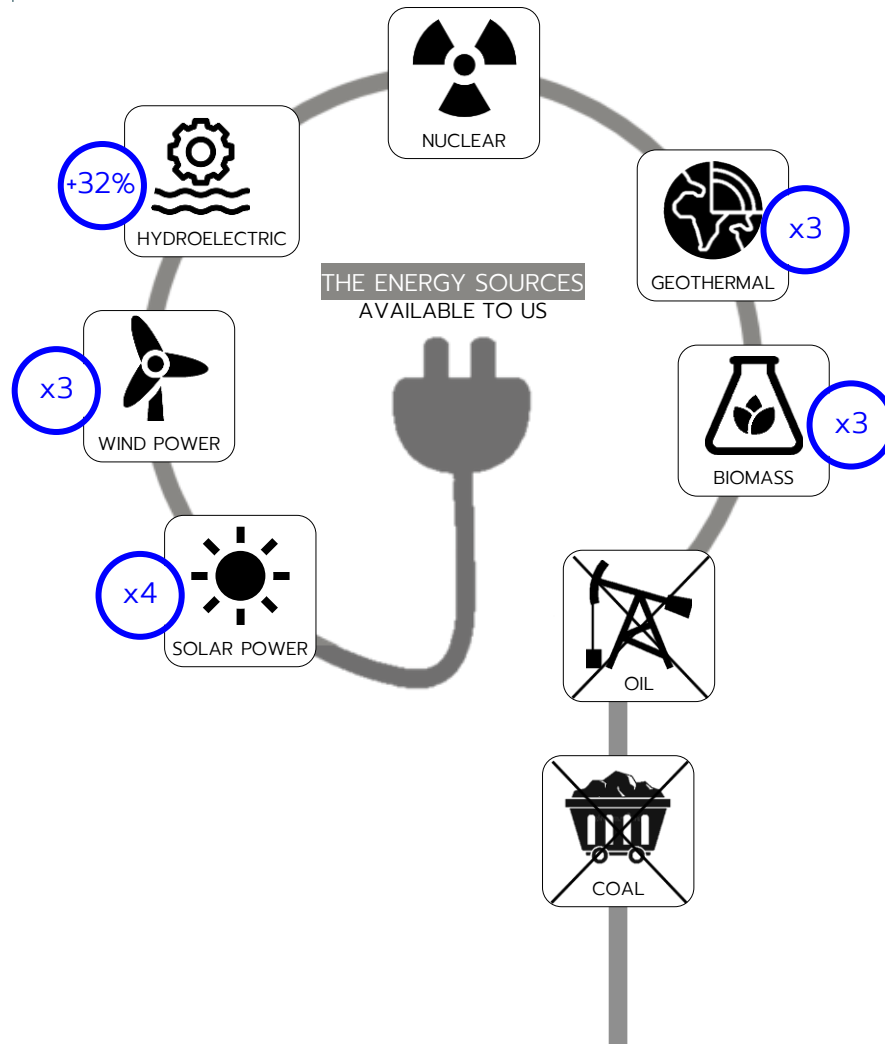 NUCLEAR
+32%
HYDROELECTRIC
x3
GEOTHERMAL
THE ENERGY SOURCES
AVAILABLE TO US
x3
WIND POWER
x3
BIOMASS
x4
SOLAR POWER
OIL
COAL